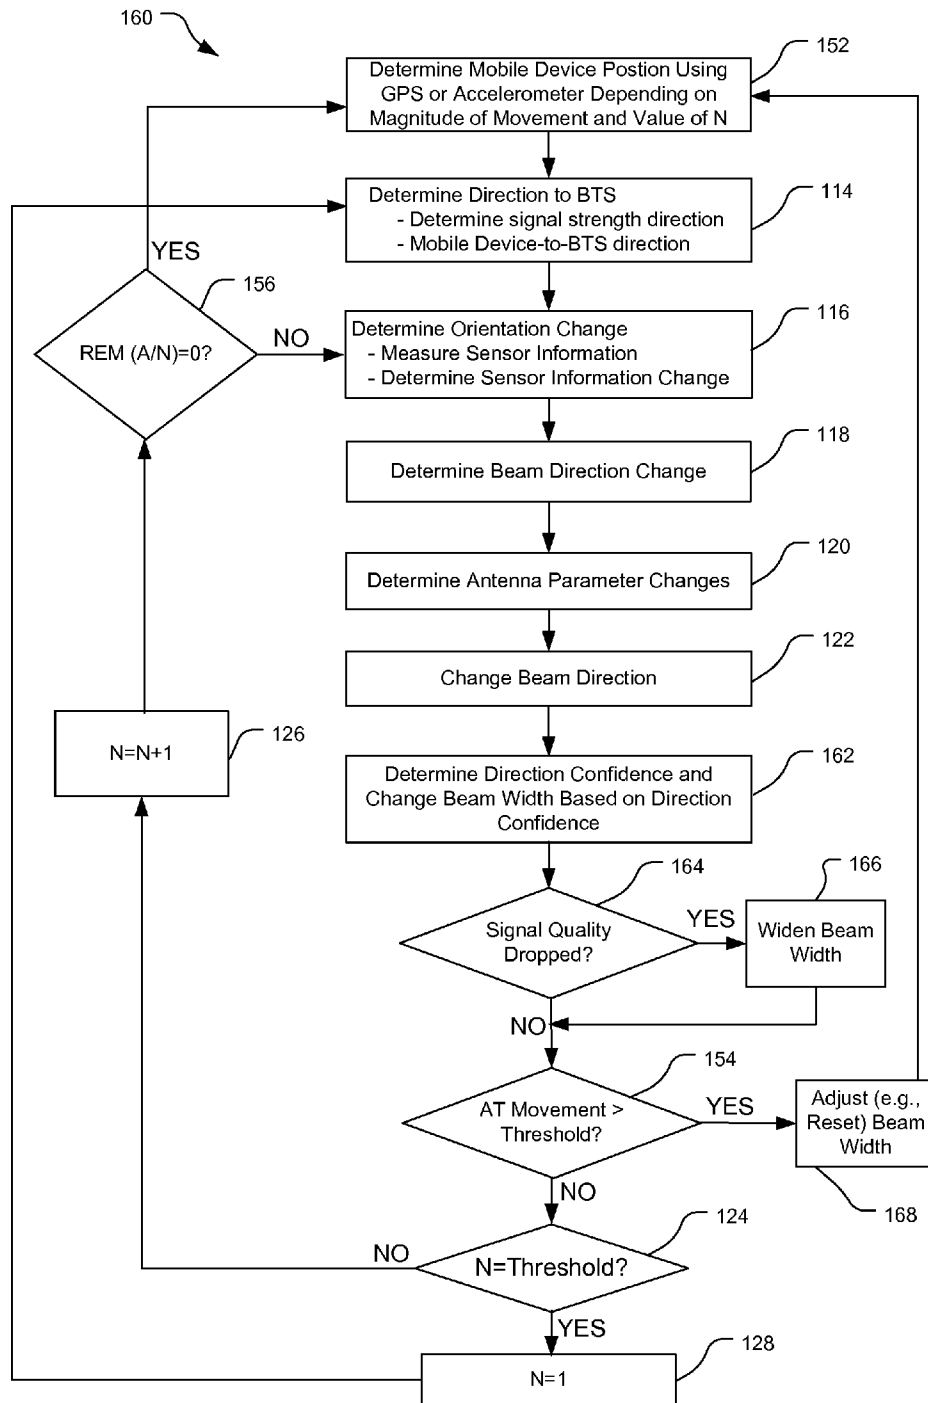 160
152
Determine Mobile Device Postion Using
GPS or Accelerometer Depending on
Magnitude of Movement and Value of N
Determine Direction to BTS
- Determine signal strength direction
- Mobile Device-to-BTS direction
114
YES
156
REM (A/N)=0?
NO
Determine Orientation Change
- Measure Sensor Information
- Determine Sensor Information Change
116
Determine Beam Direction Change
118
Determine Antenna Parameter Changes
120
Change Beam Direction
122
N=N+1
126
Determine Direction Confidence and
Change Beam Width Based on Direction
Confidence
162
164
Signal Quality
Dropped?
YES
166
Widen Beam
Width
NO
154
AT Movement >
Threshold?
YES
Adjust (e.g.,
Reset) Beam
Width
168
NO
124
N=Threshold?
NO
YES
N=1
128